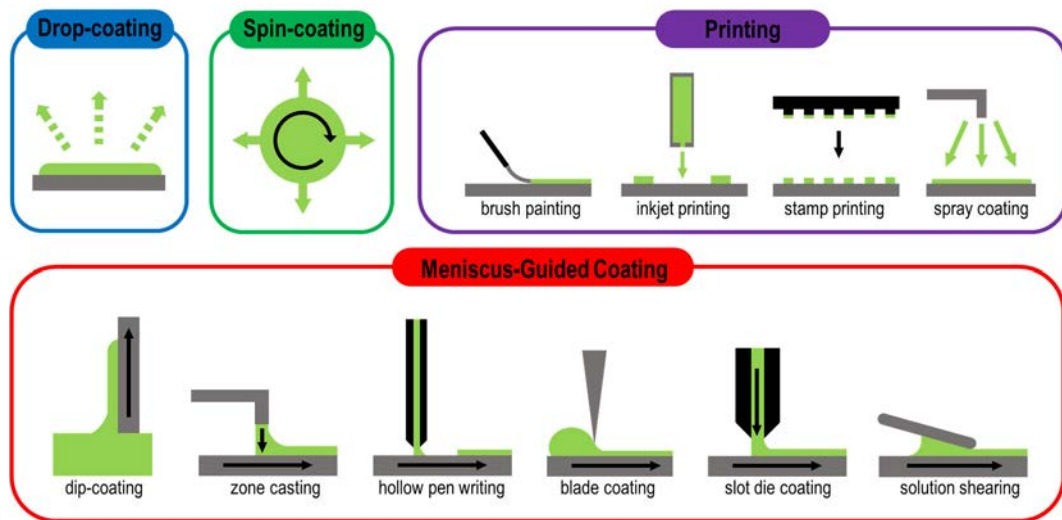 Drop-coating
Spin-coating
Printing
brush painting
inkjet printing
stamp printing
spray coating
Meniscus-Guided Coating
dip-coating
zone casting
hollow pen writing
blade coating
slot die coating
solution shearing